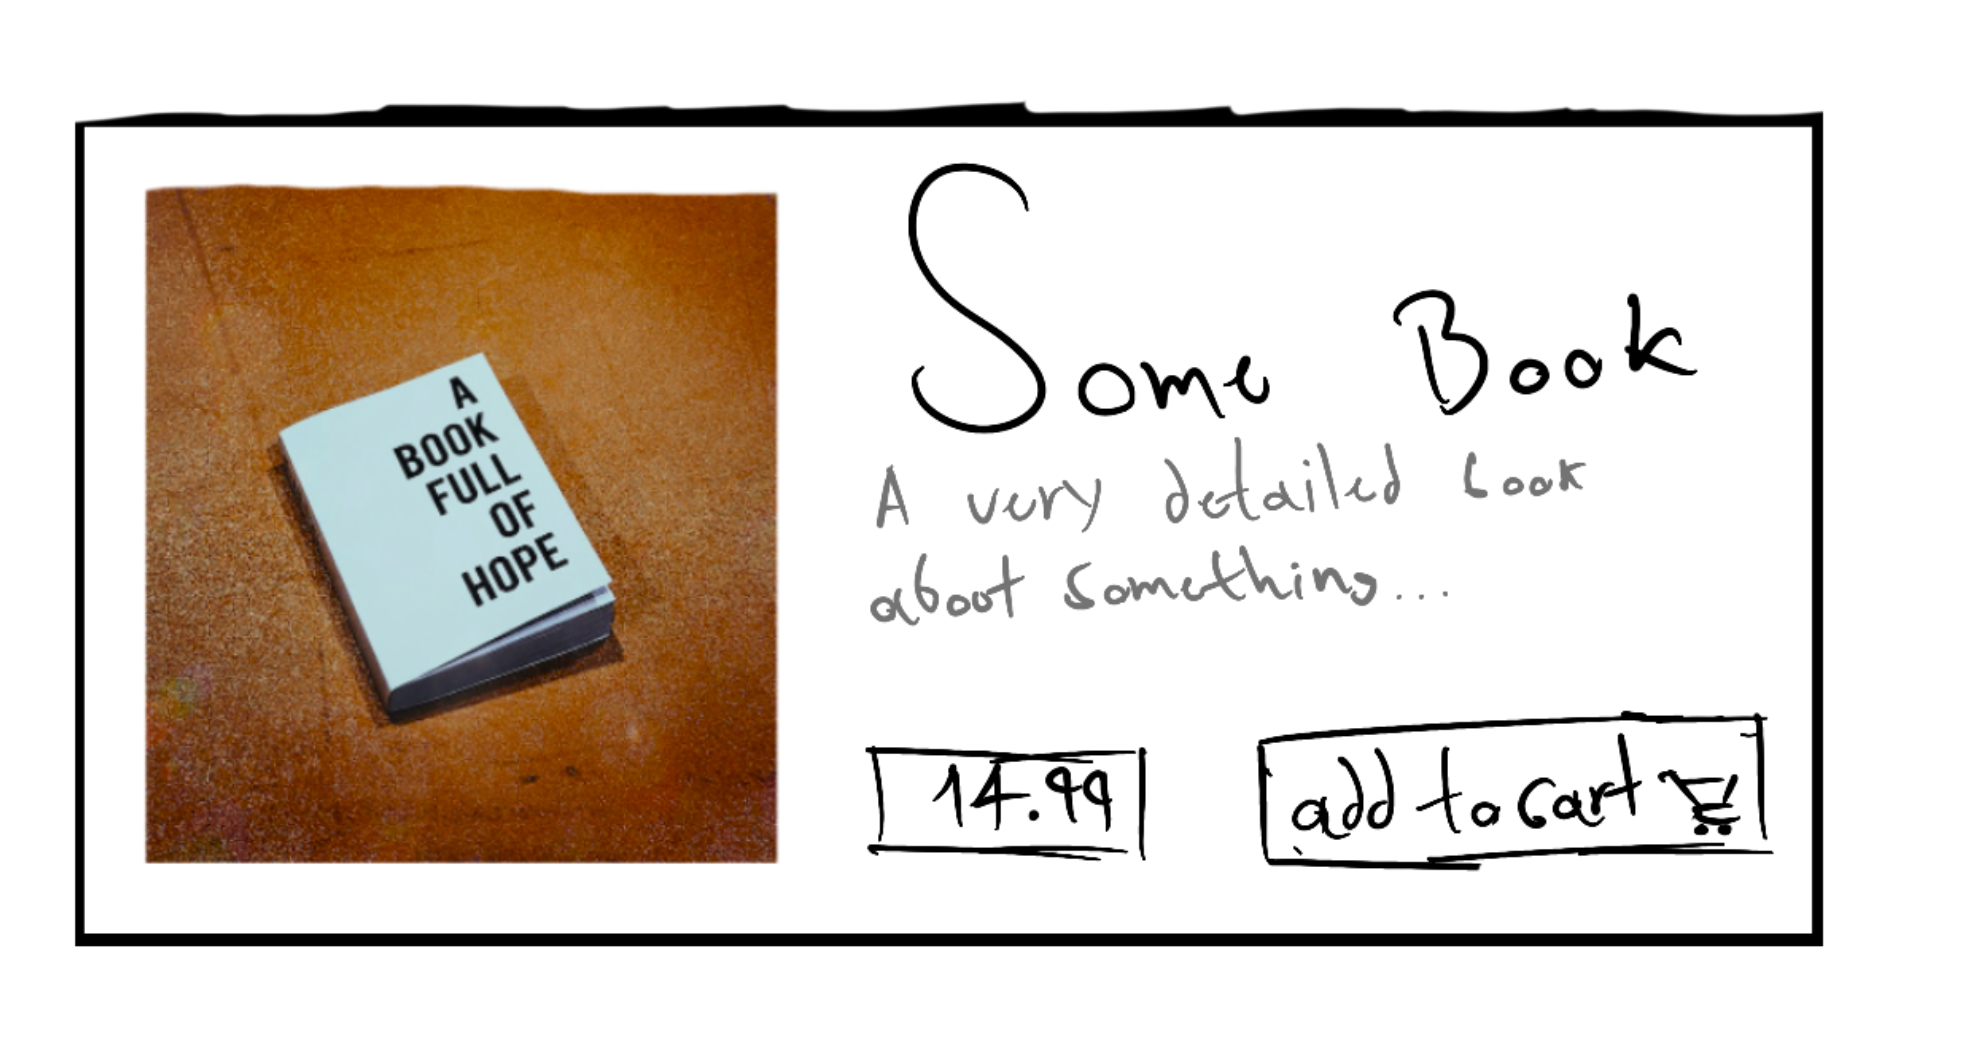 A
BOOK
FULL
OF
HOPE
Some Book
A very detailed book
about something...
14.99
add to cart